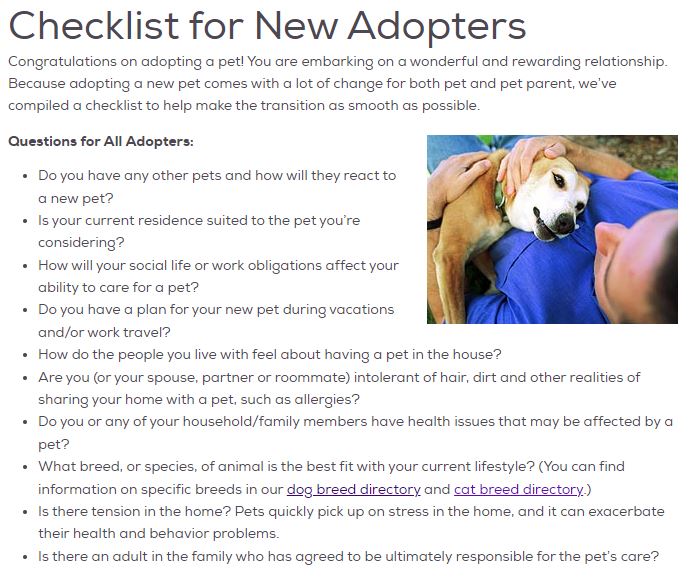 Checklist for New Adopters
Congratulations on adopting a pet! You are embarking on a wonderful and rewarding relationship.
Because adopting a new pet comes with a lot of change for both pet and pet parent, we've
compiled a checklist to help make the transition as smooth as possible.
Questions for All Adopters:
• Do you have any other pets and how will they react to
a new pet?
• Is your current residence suited to the pet you're
considering?
• How will your social life or work obligations affect your
ability to care for a pet?
• Do you have a plan for your new pet during vacations
and/or work travel?
• How do the people you live with feel about having a pet in the house?
• Are you (or your spouse, partner or roommate) intolerant of hair, dirt and other realities of
sharing your home with a pet, such as allergies?
• Do you or any of your household/family members have health issues that may be affected by a
pet?
• What breed, or species, of animal is the best fit with your current lifestyle? (You can find
information on specific breeds in our dog breed directory and cat breed directory.)
• Is there tension in the home? Pets quickly pick up on stress in the home, and it can exacerbate
their health and behavior problems.
• Is there an adult in the family who has agreed to be ultimately responsible for the pet's care?